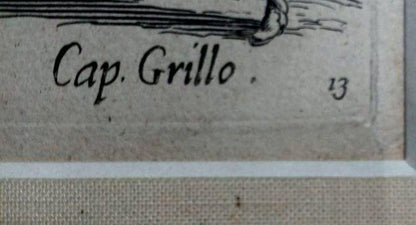 Cap. Grillo .
13